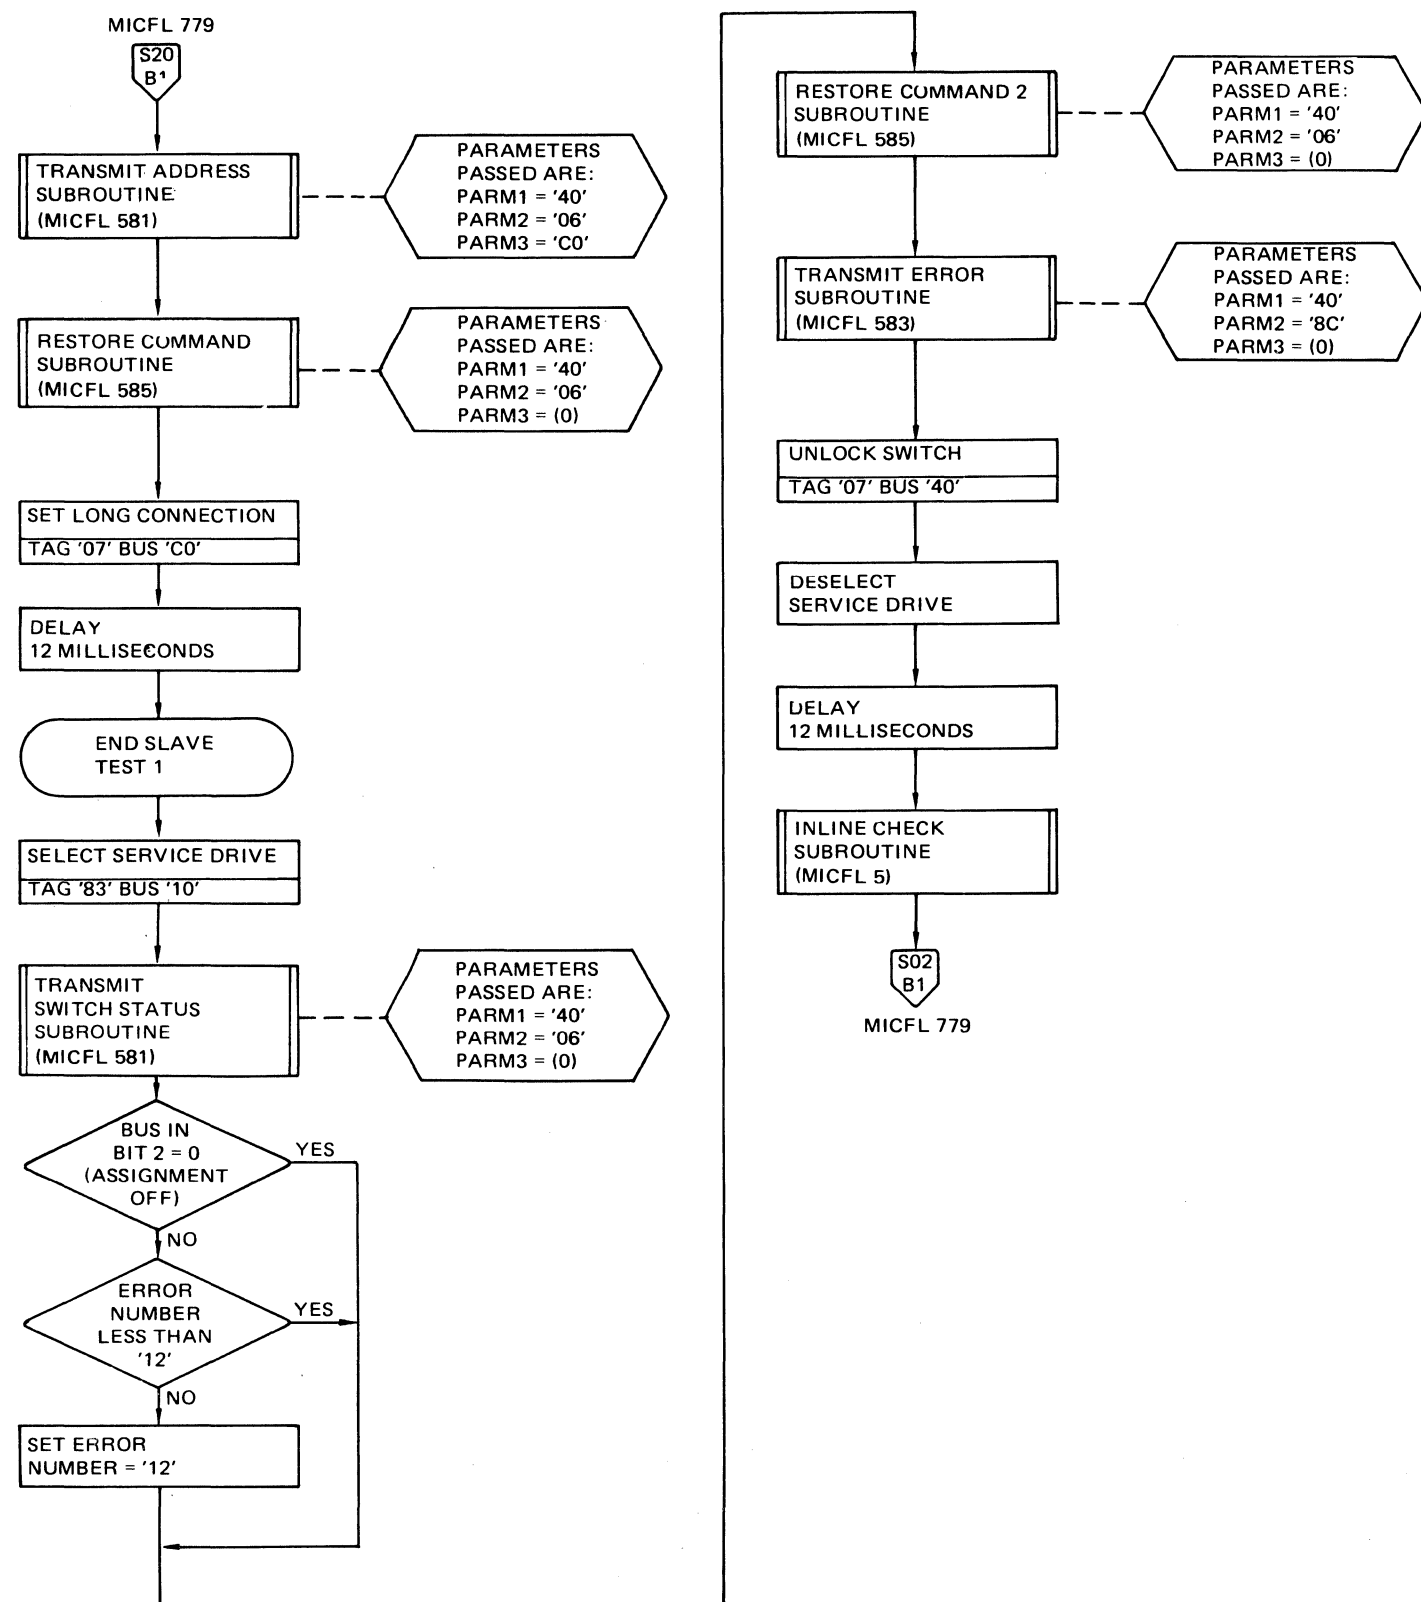 MICFL 779
S20
B1
TRANSMIT ADDRESS
SUBROUTINE
(MICFL 581)
PARAMETERS
PASSED ARE:
PARM1 = '40'
PARM2 = '06'
PARM3 = 'C0'
RESTORE COMMAND
SUBROUTINE
(MICFL 585)
PARAMETERS
PASSED ARE:
PARM1 = '40'
PARM2 = '06'
PARM3 = (0)
SET LONG CONNECTION
TAG '07' BUS 'C0'
DELAY
12 MILLISECONDS
END SLAVE
TEST 1
SELECT SERVICE DRIVE
TAG '83' BUS '10'
TRANSMIT
SWITCH STATUS
SUBROUTINE
(MICFL 581)
PARAMETERS
PASSED ARE:
PARM1 = '40'
PARM2 = '06'
PARM3 = (0)
BUS IN
BIT 2 = 0
(ASSIGNMENT
OFF)
YES
NO
ERROR
NUMBER
LESS THAN
'12'
YES
NO
SET ERROR
NUMBER = '12'
RESTORE COMMAND 2
SUBROUTINE
(MICFL 585)
PARAMETERS
PASSED ARE:
PARM1 = '40'
PARM2 = '06'
PARM3 = (0)
TRANSMIT ERROR
SUBROUTINE
(MICFL 583)
PARAMETERS
PASSED ARE:
PARM1 = '40'
PARM2 = '8C'
PARM3 = (0)
UNLOCK SWITCH
TAG '07' BUS '40'
DESELECT
SERVICE DRIVE
DELAY
12 MILLISECONDS
INLINE CHECK
SUBROUTINE
(MICFL 5)
S02
B1
MICFL 779